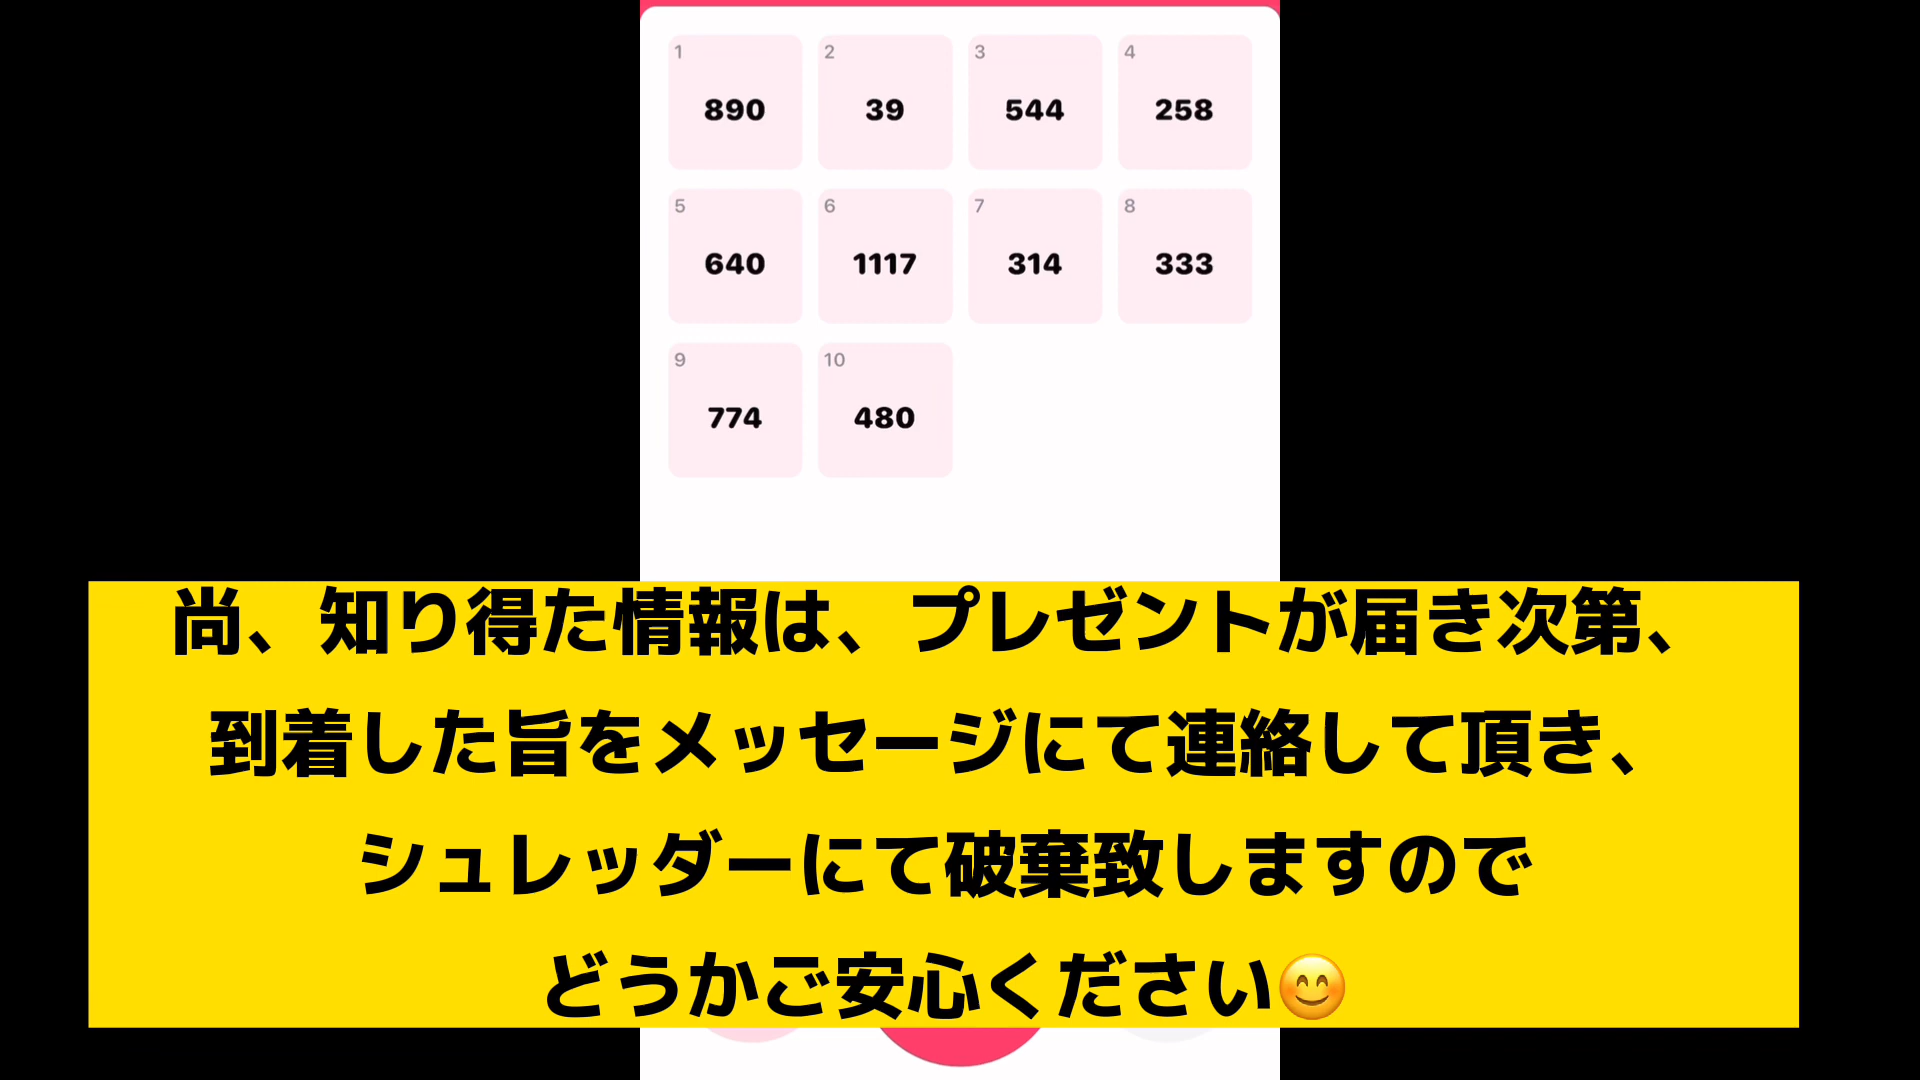 1 2 3 4
890 39 544 258
5 6 7 8
640 1117 314 333
9 10
774 480
尚、知り得た情報は、プレゼントが届き次第、
到着した旨をメッセージにて連絡して頂き、
シュレッダーにて破棄致しますので
どうかご安心ください😊